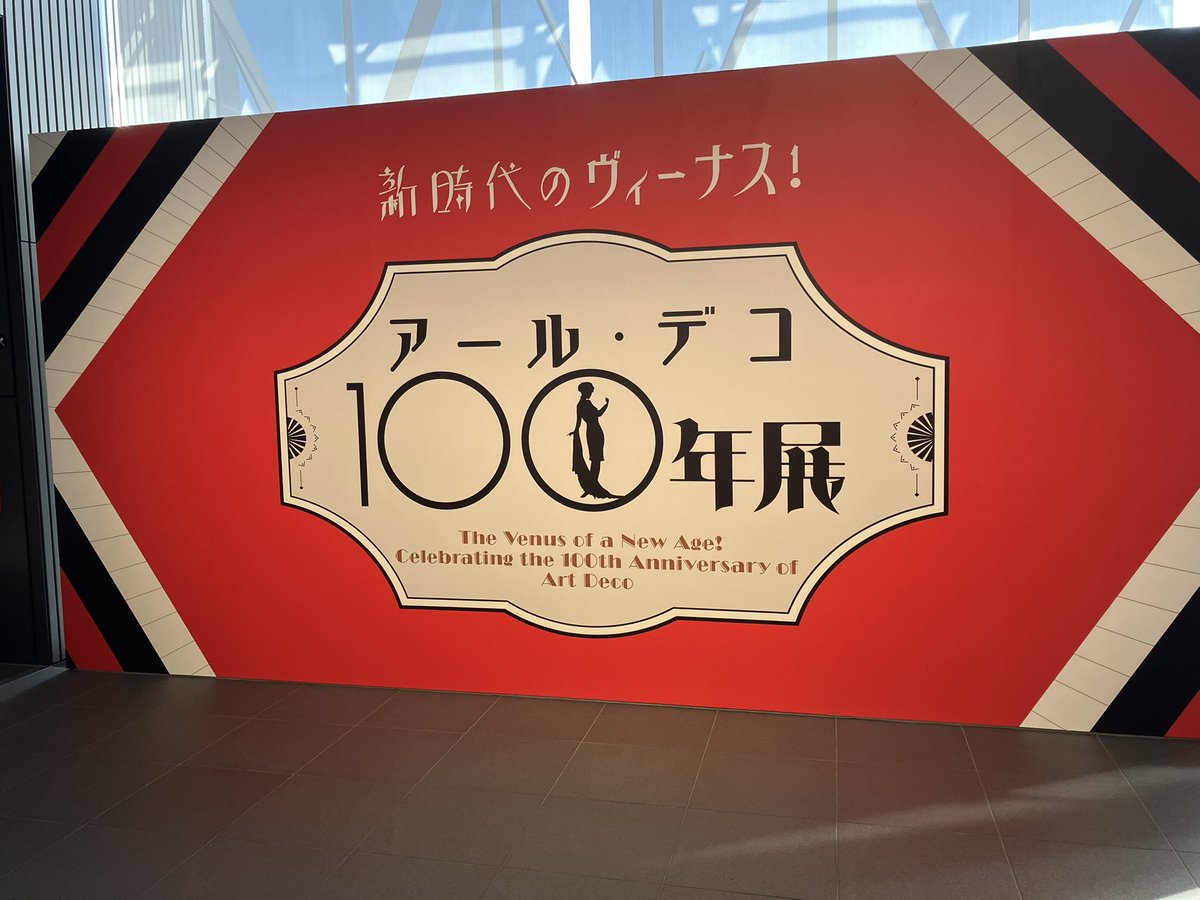 新時代のヴィーナス!
アール・デコ
100年展
The Venus of a New Age!
Celebrating the 100th Anniversary of
Art Deco